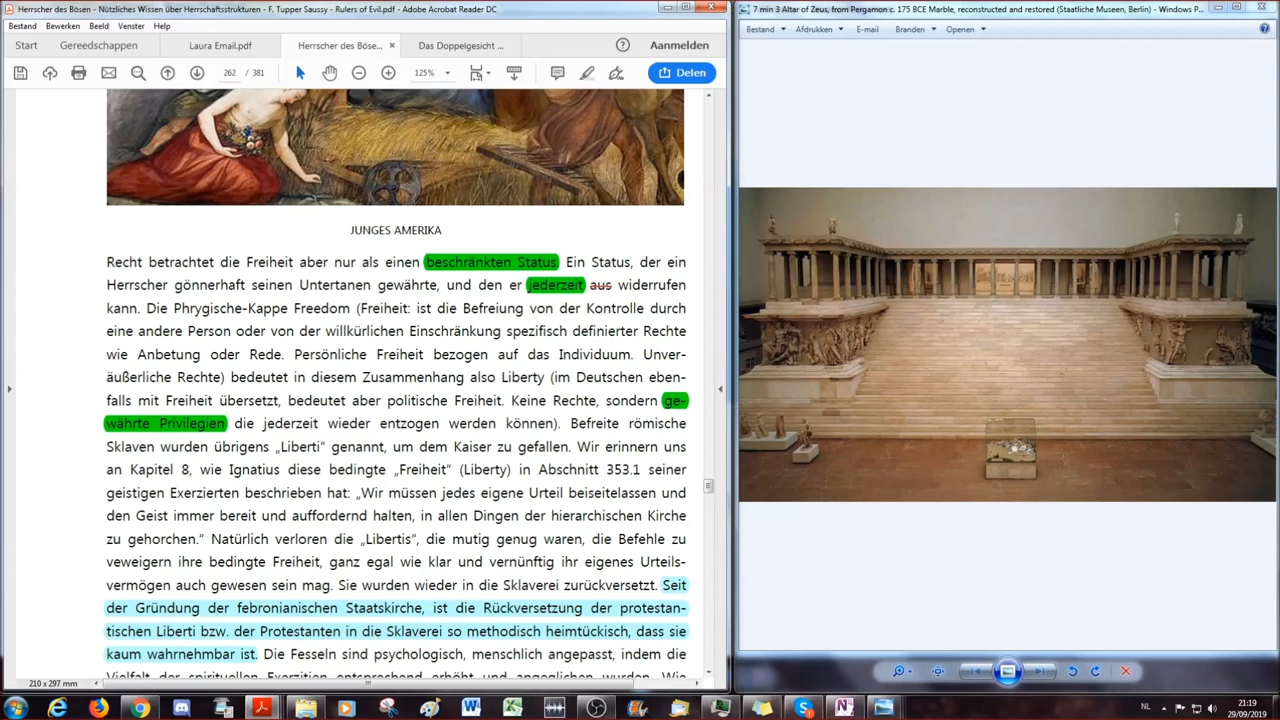 Herrscher des Bösen - Nützliches Wissen über Herrschaftsstrukturen - F. Tupper Saussy - Rulers of Evil.pdf - Adobe Acrobat Reader DC
Bestand Bewerken Beeld Venster Help
Start Gereedschappen Laura Email.pdf Herrscher des Böse... × Das Doppelgesicht ... Aanmelden
262 / 381 125% Delen
JUNGES AMERIKA
Recht betrachtet die Freiheit aber nur als einen beschränkten Status. Ein Status, der ein
Herrscher gönnerhaft seinen Untertanen gewährte, und den er jederzeit aus widerrufen
kann. Die Phrygische-Kappe Freedom (Freiheit: ist die Befreiung von der Kontrolle durch
eine andere Person oder von der willkürlichen Einschränkung spezifisch definierter Rechte
wie Anbetung oder Rede. Persönliche Freiheit bezogen auf das Individuum. Unver-
äußerliche Rechte) bedeutet in diesem Zusammenhang also Liberty (im Deutschen eben-
falls mit Freiheit übersetzt, bedeutet aber politische Freiheit. Keine Rechte, sondern ge-
währte Privilegien die jederzeit wieder entzogen werden können). Befreite römische
Sklaven wurden übrigens „Liberti“ genannt, um dem Kaiser zu gefallen. Wir erinnern uns
an Kapitel 8, wie Ignatius diese bedingte „Freiheit“ (Liberty) in Abschnitt 353.1 seiner
geistigen Exerzierten beschrieben hat: „Wir müssen jedes eigene Urteil beiseitelassen und
den Geist immer bereit und auffordernd halten, in allen Dingen der hierarchischen Kirche
zu gehorchen.“ Natürlich verloren die „Libertis“, die mutig genug waren, die Befehle zu
veweigern ihre bedingte Freiheit, ganz egal wie klar und vernünftig ihr eigenes Urteils-
vermögen auch gewesen sein mag. Sie wurden wieder in die Sklaverei zurückversetzt. Seit
der Gründung der febronianischen Staatskirche, ist die Rückversetzung der protestan-
tischen Liberti bzw. der Protestanten in die Sklaverei so methodisch heimtückisch, dass sie
kaum wahrnehmbar ist. Die Fesseln sind psychologisch, menschlich angepasst, indem die
Vielfalt der spirituellen Exerzitien entsprechend erhöht und angeglichen wurden. Wie
210 x 297 mm
7 min 3 Altar of Zeus, from Pergamon c. 175 BCE Marble, reconstructed and restored (Staatliche Museen, Berlin) - Windows P...
Bestand Afdrukken E-mail Branden Openen
NL 21:19
29/09/2019